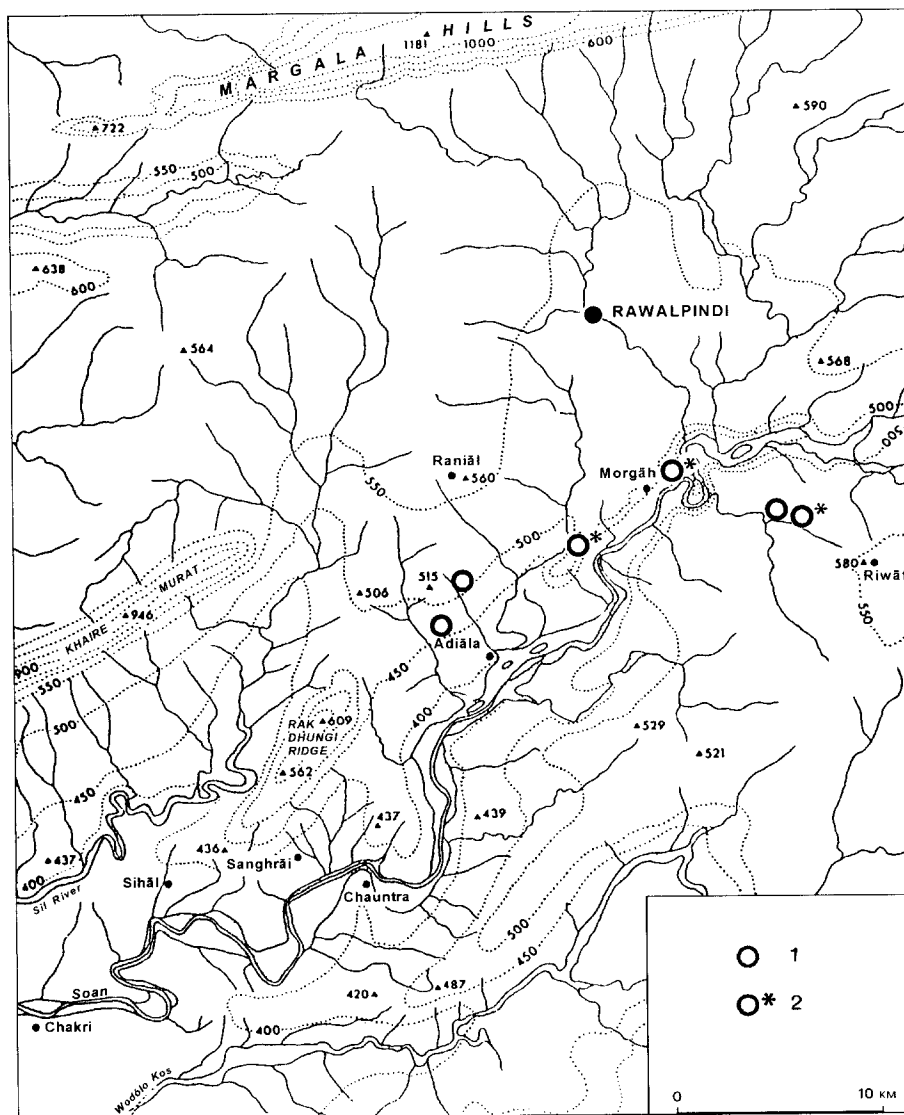 MARGALA HILLS
1181
1000
600
590
722
550
500
638
600
RAWALPINDI
564
568
500
500
Raniāl
560
550
Morgāh
*
500
*
*
580
Riwāt
515
506
KHAIRE MURAT
946
Adiāla
550
900
550
450
500
400
RAK
DHUNGI
RIDGE
609
529
562
521
450
437
439
436
437
Sanghrāi
400
Sihāl
Chauntra
Sil River
500
450
1
487
Soan
420
* 2
Chakri
400
Wodālo Kos
0 10 KM